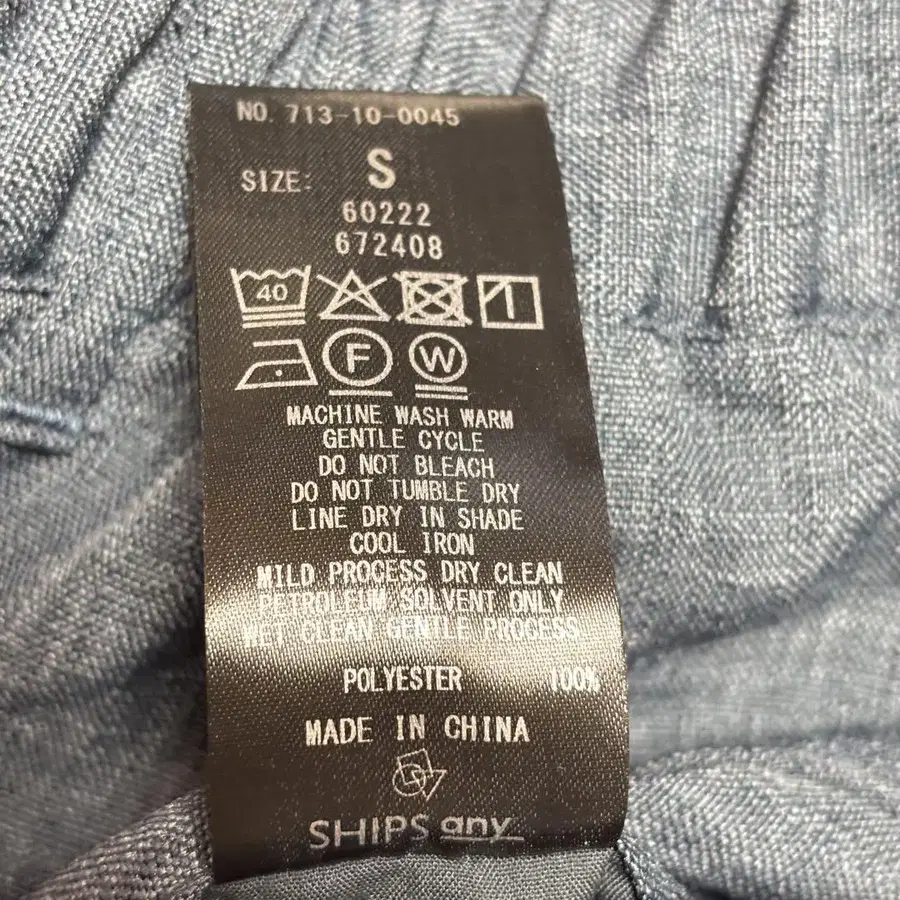 NO. 713-10-0045
SIZE: S
60222
672408
40
F W
MACHINE WASH WARM
GENTLE CYCLE
DO NOT BLEACH
DO NOT TUMBLE DRY
LINE DRY IN SHADE
COOL IRON
MILD PROCESS DRY CLEAN
PETROLEUM SOLVENT ONLY
WET CLEAN GENTLE PROCESS
POLYESTER 100%
MADE IN CHINA
SHIPS any